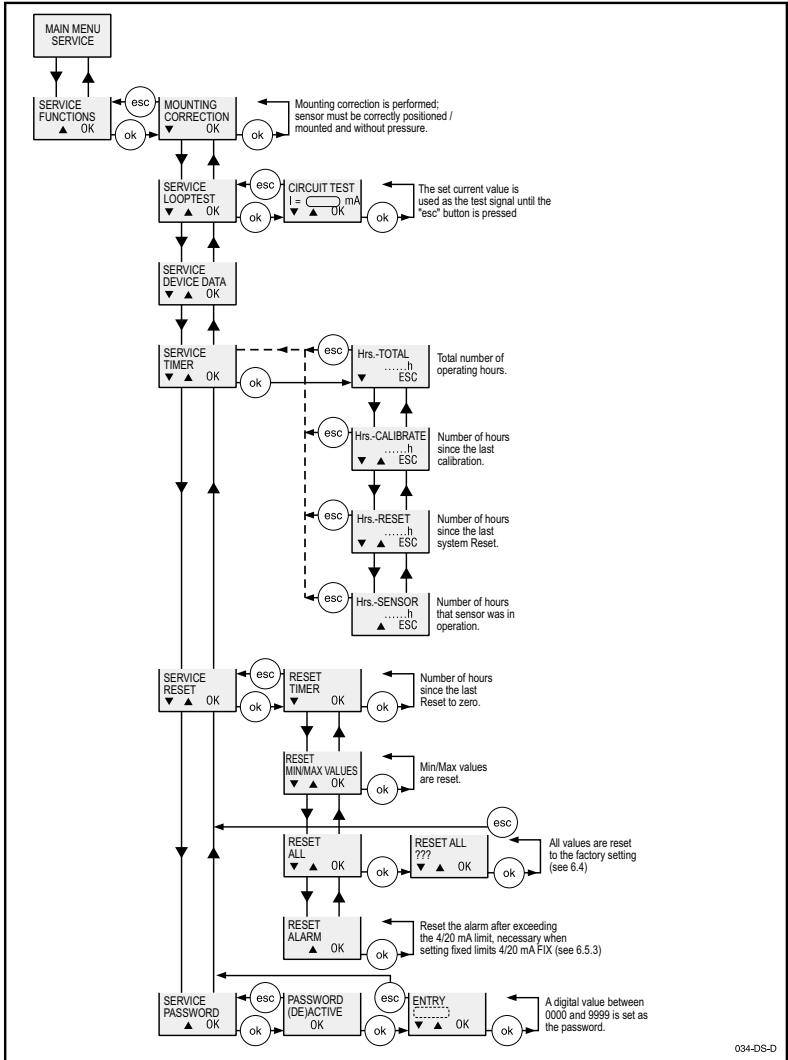 MAIN MENU
SERVICE
SERVICE
FUNCTIONS
▲ OK
esc
ok
MOUNTING
CORRECTION
▼ OK
ok
Mounting correction is performed;
sensor must be correctly positioned /
mounted and without pressure.
SERVICE
LOOPTEST
▼ ▲ OK
esc
ok
CIRCUIT TEST
I = mA
▼ ▲ OK
ok
The set current value is
used as the test signal until the
"esc" button is pressed
SERVICE
DEVICE DATA
▼ ▲ OK
SERVICE
TIMER
▼ ▲ OK
esc
ok
Hrs.-TOTAL
......h
▼ ESC
Total number of
operating hours.
esc
Hrs.-CALIBRATE
......h
▼ ▲ ESC
Number of hours
since the last
calibration.
esc
Hrs.-RESET
......h
▼ ▲ ESC
Number of hours
since the last
system Reset.
esc
Hrs.-SENSOR
......h
▲ ESC
Number of hours
that sensor was in
operation.
SERVICE
RESET
▼ ▲ OK
esc
ok
RESET
TIMER
▼ OK
ok
Number of hours
since the last
Reset to zero.
RESET
MIN/MAX VALUES
▼ ▲ OK
ok
Min/Max values
are reset.
esc
RESET
ALL
▼ ▲ OK
ok
RESET ALL
???
▼ ▲ OK
ok
All values are reset
to the factory setting
(see 6.4)
RESET
ALARM
▲ OK
ok
Reset the alarm after exceeding
the 4/20 mA limit, necessary when
setting fixed limits 4/20 mA FIX (see 6.5.3)
SERVICE
PASSWORD
▲ OK
esc
ok
PASSWORD
(DE)ACTIVE
OK
esc
ok
ENTRY
▼ ▲ OK
ok
A digital value between
0000 and 9999 is set as
the password.
034-DS-D